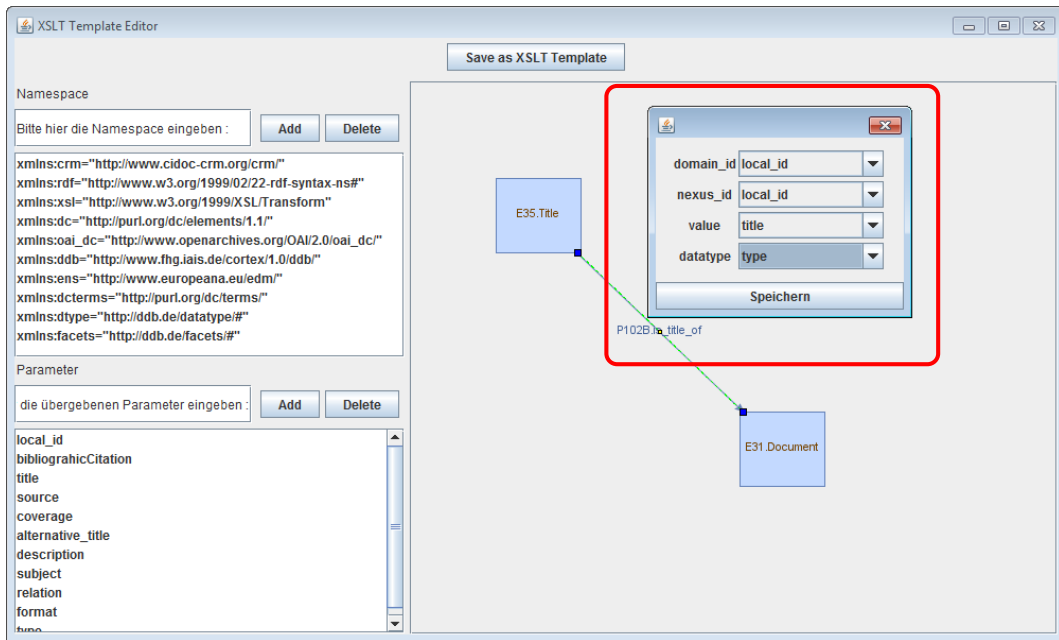 XSLT Template Editor
Save as XSLT Template
Namespace
Bitte hier die Namespace eingeben :
Add
Delete
xmlns:crm="http://www.cidoc-crm.org/crm/"
xmlns:rdf="http://www.w3.org/1999/02/22-rdf-syntax-ns#"
xmlns:xsl="http://www.w3.org/1999/XSL/Transform"
xmlns:dc="http://purl.org/dc/elements/1.1/"
xmlns:oai_dc="http://www.openarchives.org/OAI/2.0/oai_dc/"
xmlns:ddb="http://www.fhg.iais.de/cortex/1.0/ddb/"
xmlns:ens="http://www.europeana.eu/edm/"
xmlns:dcterms="http://purl.org/dc/terms/"
xmlns:dtype="http://ddb.de/datatype/#"
xmlns:facets="http://ddb.de/facets/#"
Parameter
die übergebenen Parameter eingeben :
Add
Delete
local_id
bibliograhicCitation
title
source
coverage
alternative_title
description
subject
relation
format
type
E35.Title
P102B.is_title_of
E31.Document
domain_id local_id
nexus_id local_id
value title
datatype type
Speichern